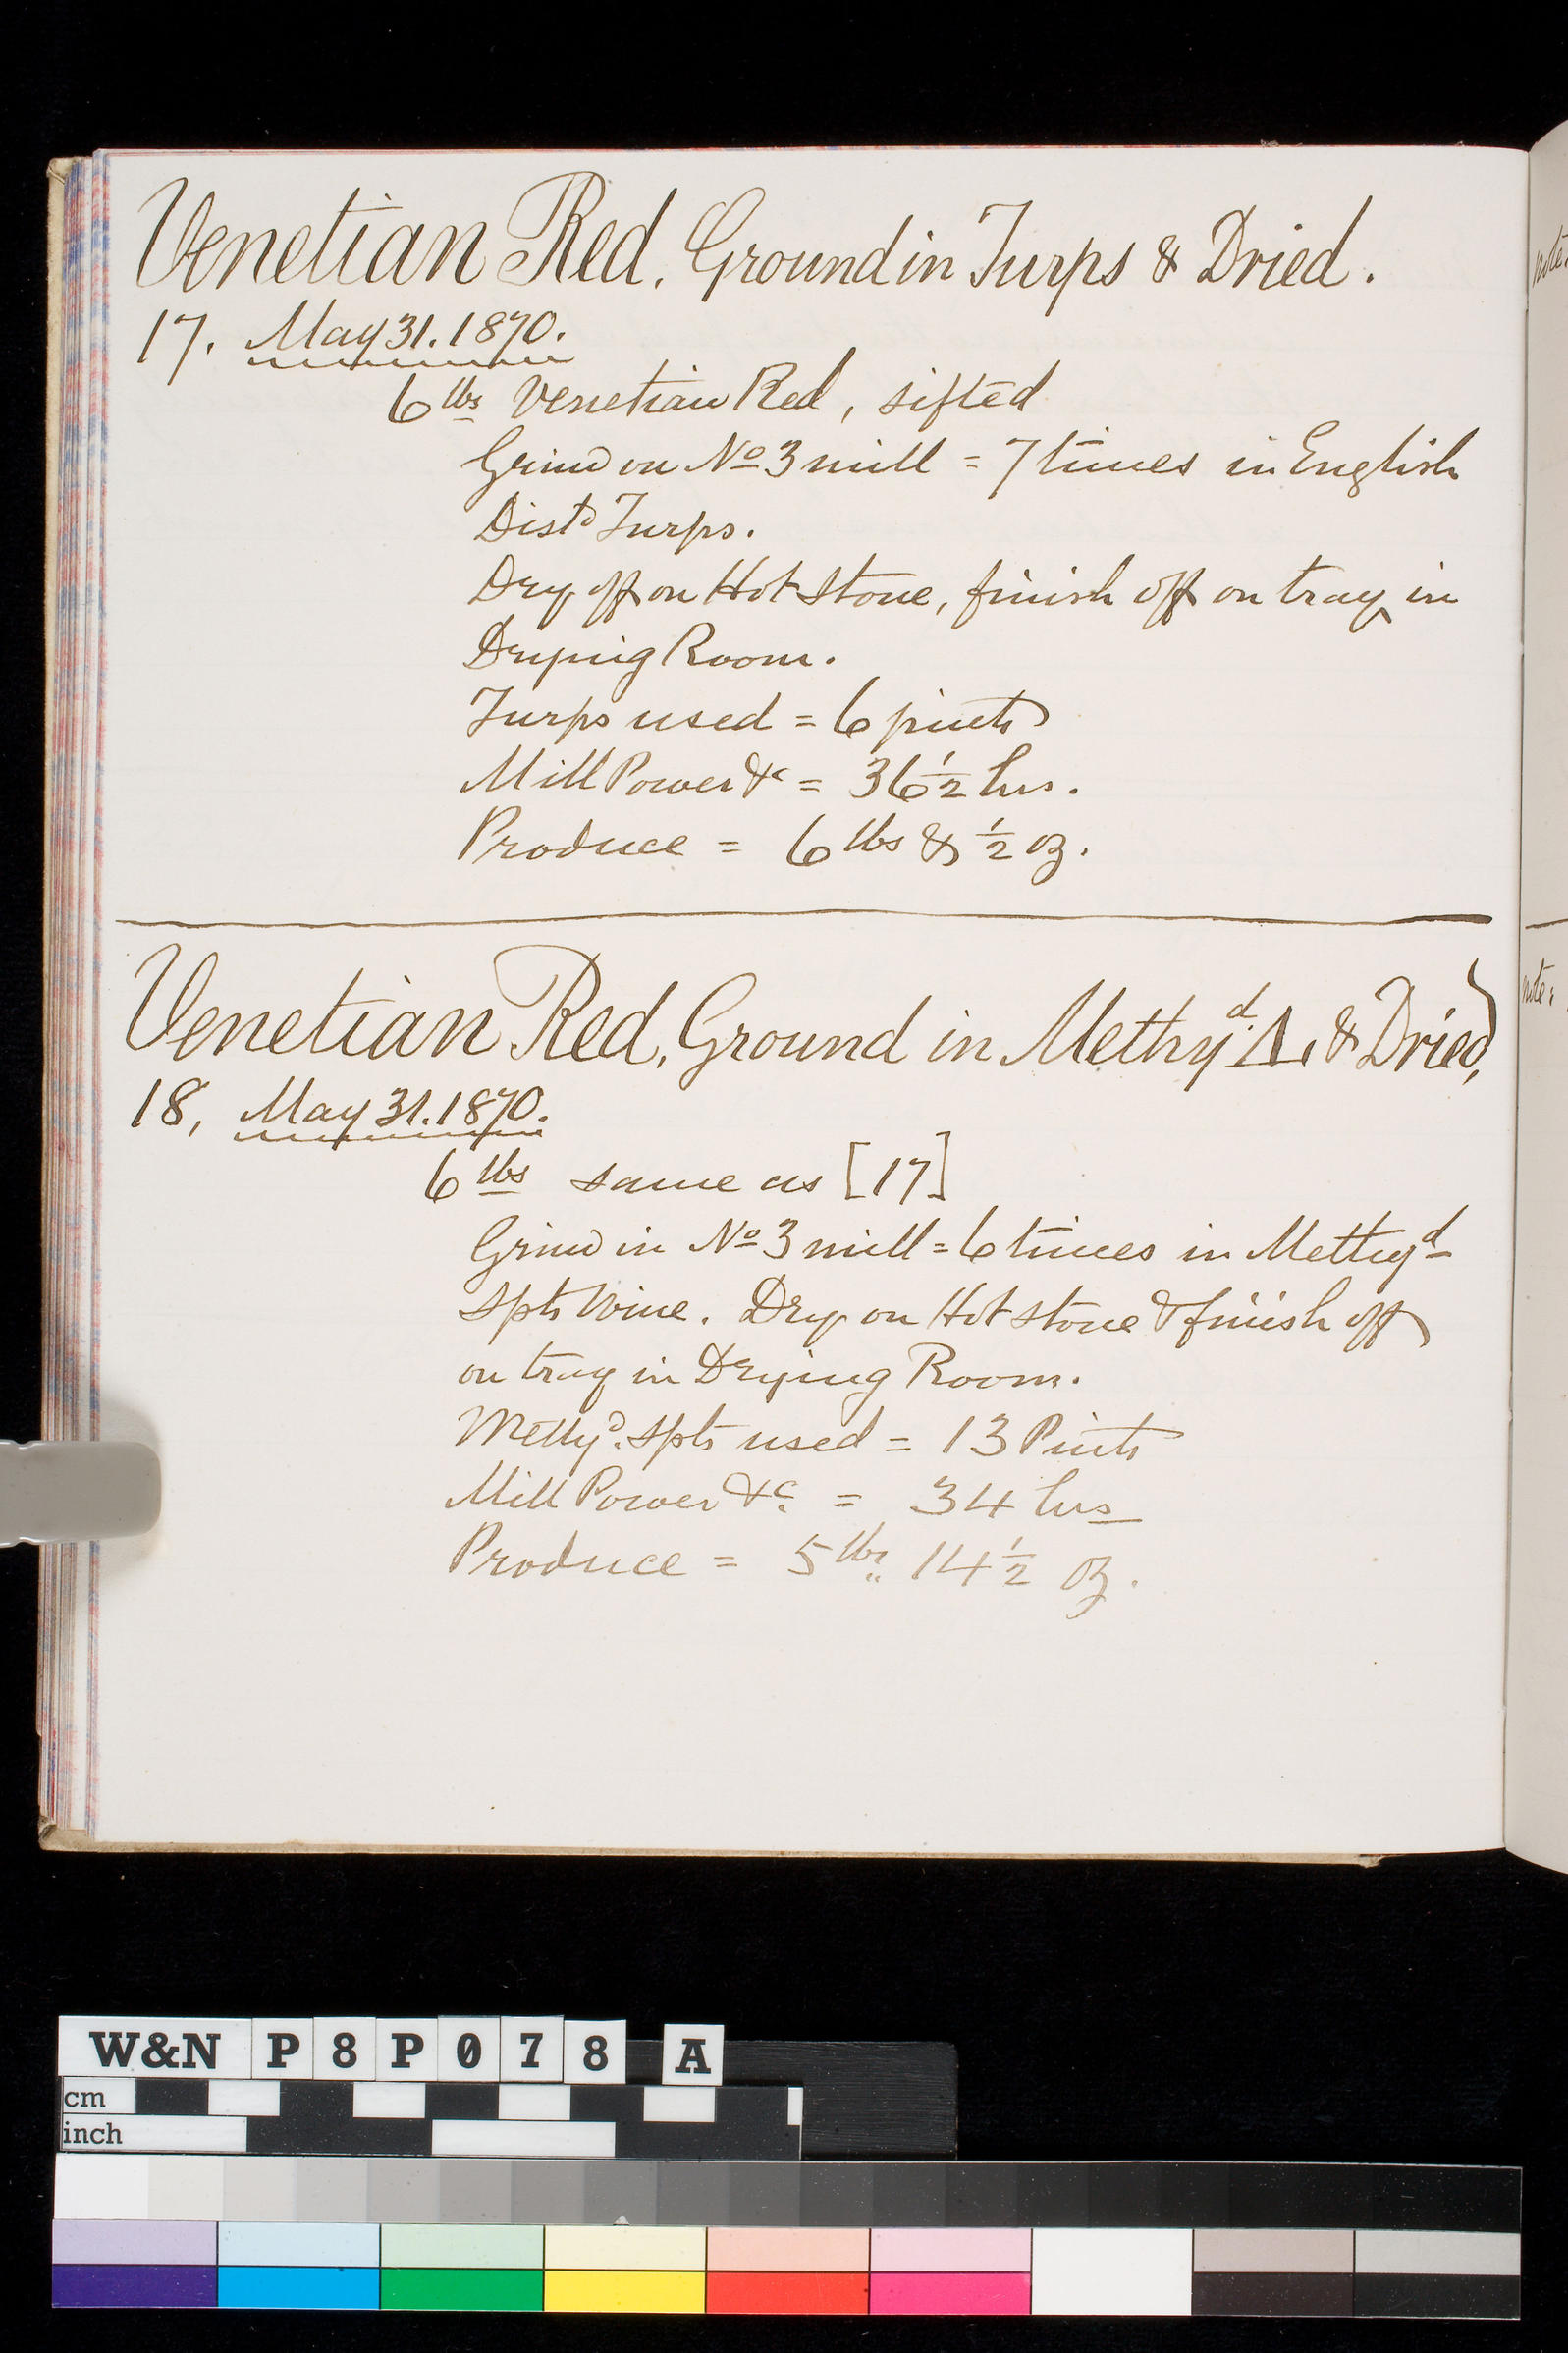 Venetian Red. Ground in Turps & Dried.
17. May 31. 1870.
6 lbs Venetian Red, sifted
Grind on No 3 mill = 7 times in English
Distd Turps.
Dry off on Hot Stone, finish off on tray in
Drying Room.
Turps used = 6 pints
Mill Power &c = 36 1/2 hrs.
Produce = 6 lbs & 1/2 oz.
Venetian Red, Ground in Methyd & Dried,
18, May 31. 1870.
6 lbs same as [17]
Grind in No 3 mill = 6 times in Methyd
Spts Wine. Dry on Hot stone & finish off
on tray in Drying Room.
Methyd. Spts used = 13 Pints
Mill Power &c. = 34 hrs
Produce = 5 lbs. 14 1/2 oz.
note:
note:
W&N P8P078 A
cm
inch